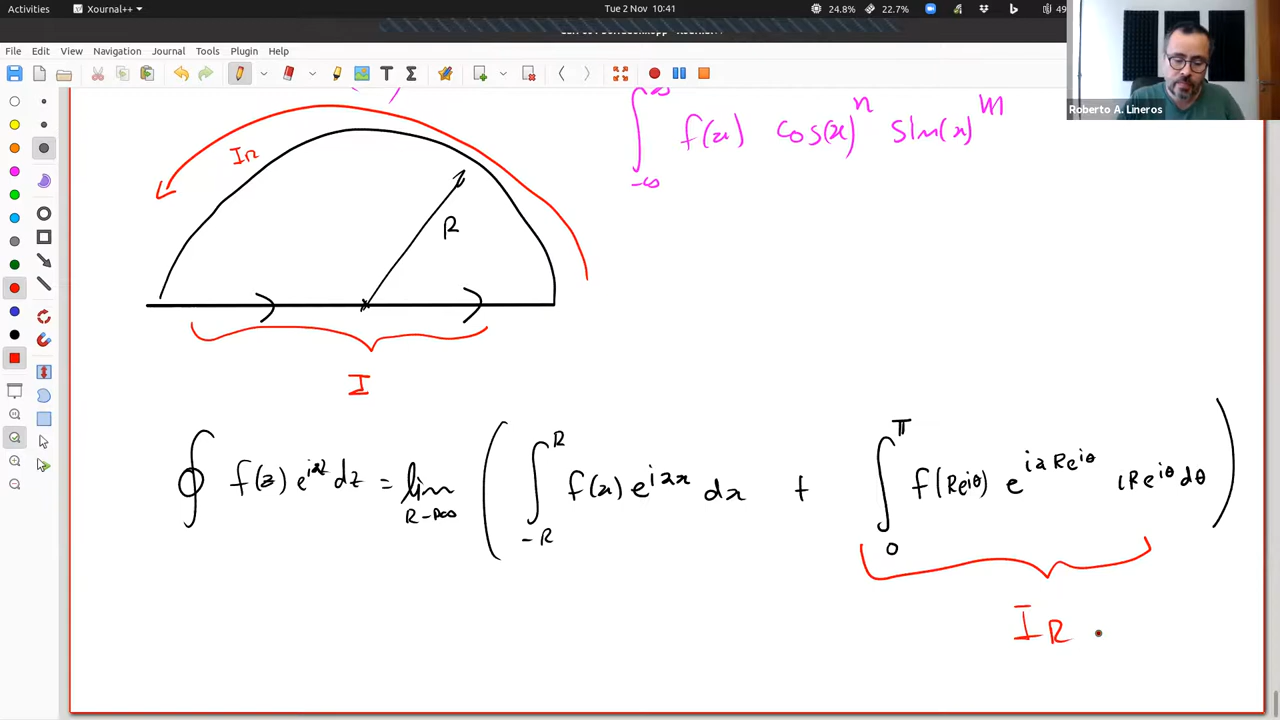 Activities
Xournal++
Tue 2 Nov 10:41
24.8%
22.7%
File Edit View Navigation Journal Tools Plugin Help
Roberto A. Lineros
∫_{-∞}^{∞} f(x) cos(x)^n sin(x)^m
I_R
R
I
∮ f(z) e^{iaz} dz = lim_{R→∞} ( ∫_{-R}^{R} f(x) e^{iax} dx + ∫_0^π f(Re^{iθ}) e^{iaRe^{iθ}} iRe^{iθ} dθ )
I_R